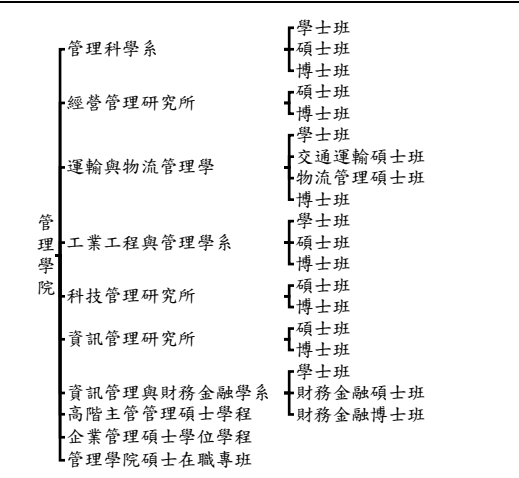 管理學院
管理科學系
學士班
碩士班
博士班
經營管理研究所
碩士班
博士班
運輸與物流管理學
學士班
交通運輸碩士班
物流管理碩士班
博士班
工業工程與管理學系
學士班
碩士班
博士班
科技管理研究所
碩士班
博士班
資訊管理研究所
碩士班
博士班
資訊管理與財務金融學系
學士班
財務金融碩士班
財務金融博士班
高階主管管理碩士學程
企業管理碩士學位學程
管理學院碩士在職專班